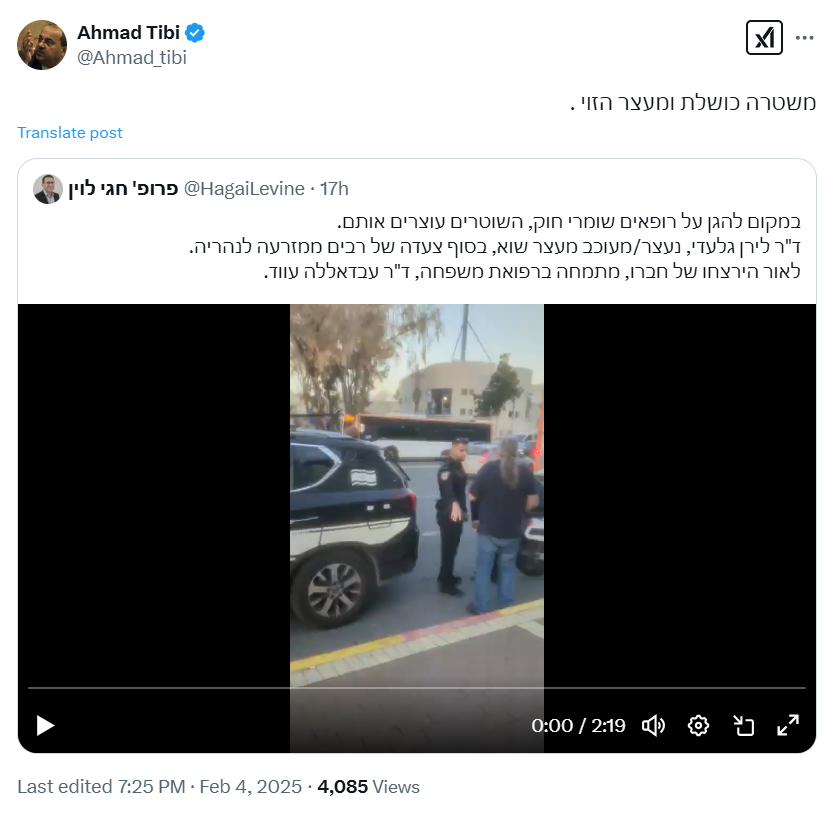 Ahmad Tibi
@Ahmad_tibi
משטרה כושלת ומעצר הזוי .
Translate post
פרופ' חגי לוין @HagaiLevine · 17h
במקום להגן על רופאים שומרי חוק, השוטרים עוצרים אותם.
ד"ר לירן גלעדי, נעצר/מעוכב מעצר שוא, בסוף צעדה של רבים ממזרעה לנהריה.
לאור הירצחו של חברו, מתמחה ברפואת משפחה, ד"ר עבדאללה עווד.
0:00 / 2:19
Last edited 7:25 PM · Feb 4, 2025 · 4,085 Views